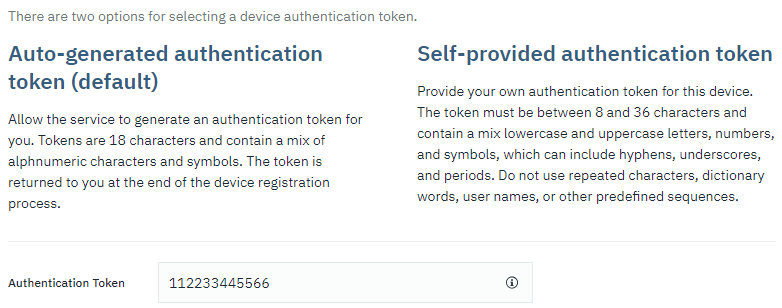 There are two options for selecting a device authentication token.
Auto-generated authentication
token (default)
Allow the service to generate an authentication token for
you. Tokens are 18 characters and contain a mix of
alphnumeric characters and symbols. The token is
returned to you at the end of the device registration
process.
Self-provided authentication token
Provide your own authentication token for this device.
The token must be between 8 and 36 characters and
contain a mix lowercase and uppercase letters, numbers,
and symbols, which can include hyphens, underscores,
and periods. Do not use repeated characters, dictionary
words, user names, or other predefined sequences.
Authentication Token
112233445566